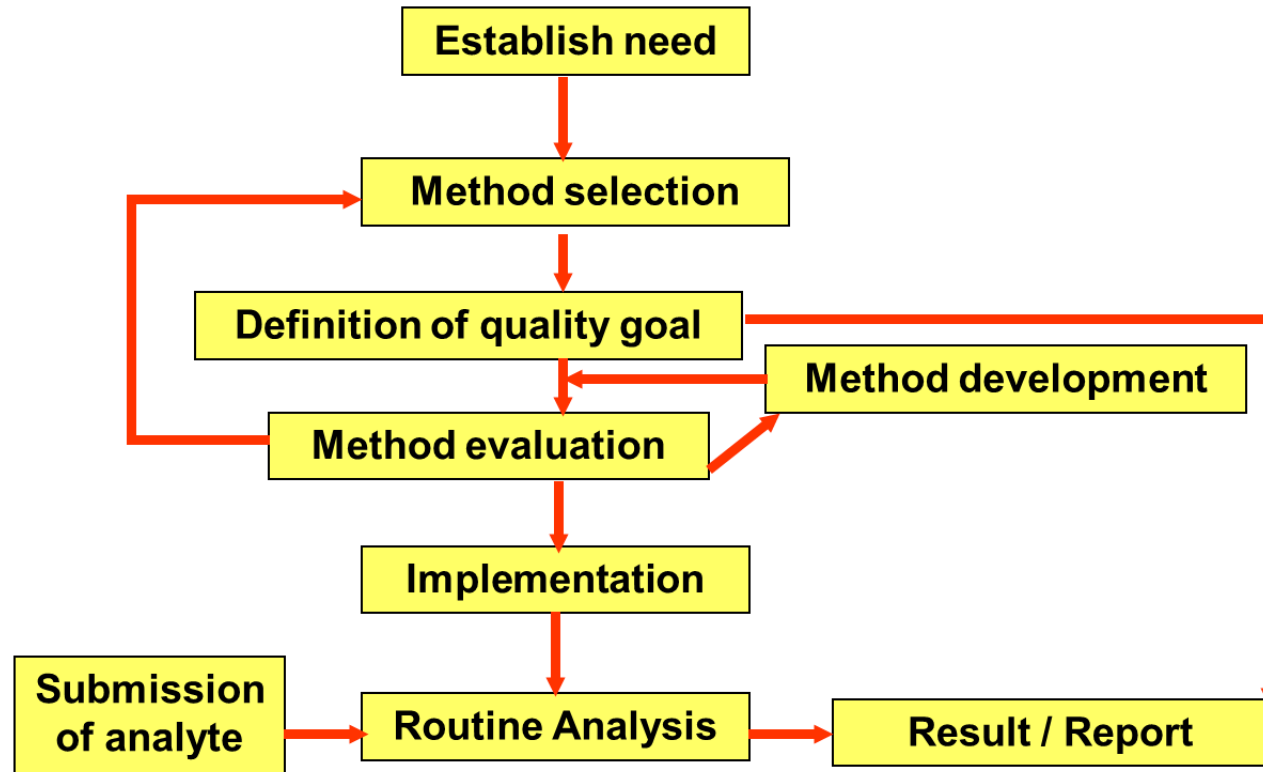 Establish need
Method selection
Definition of quality goal
Method development
Method evaluation
Implementation
Submission
of analyte
Routine Analysis
Result / Report